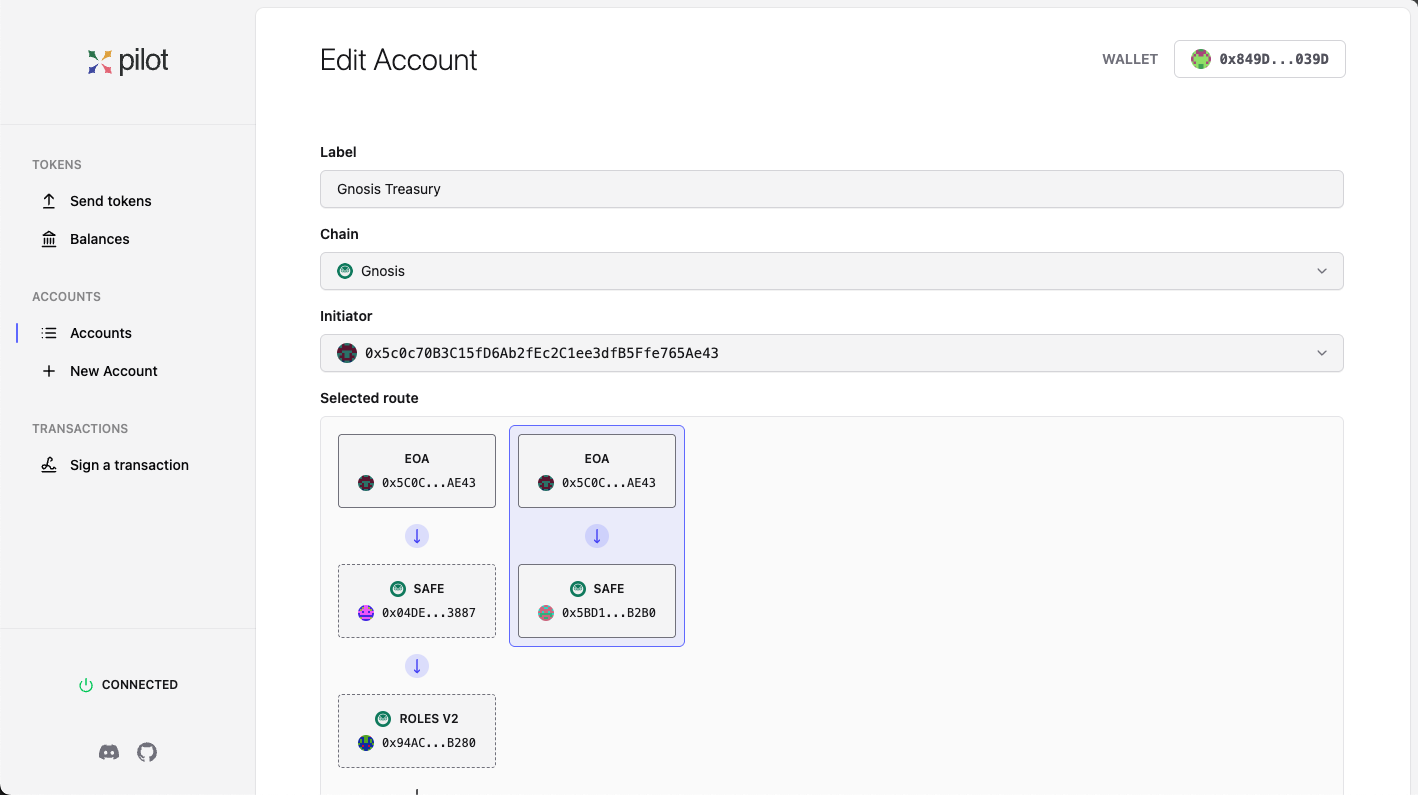 pilot
Edit Account
WALLET
0x849D...039D
TOKENS
Send tokens
Balances
ACCOUNTS
Accounts
New Account
TRANSACTIONS
Sign a transaction
CONNECTED
Label
Gnosis Treasury
Chain
Gnosis
Initiator
0x5c0c70B3C15fD6Ab2fEc2C1ee3dfB5Ffe765Ae43
Selected route
EOA
0x5C0C...AE43
SAFE
0x04DE...3887
ROLES V2
0x94AC...B280
EOA
0x5C0C...AE43
SAFE
0x5BD1...B2B0